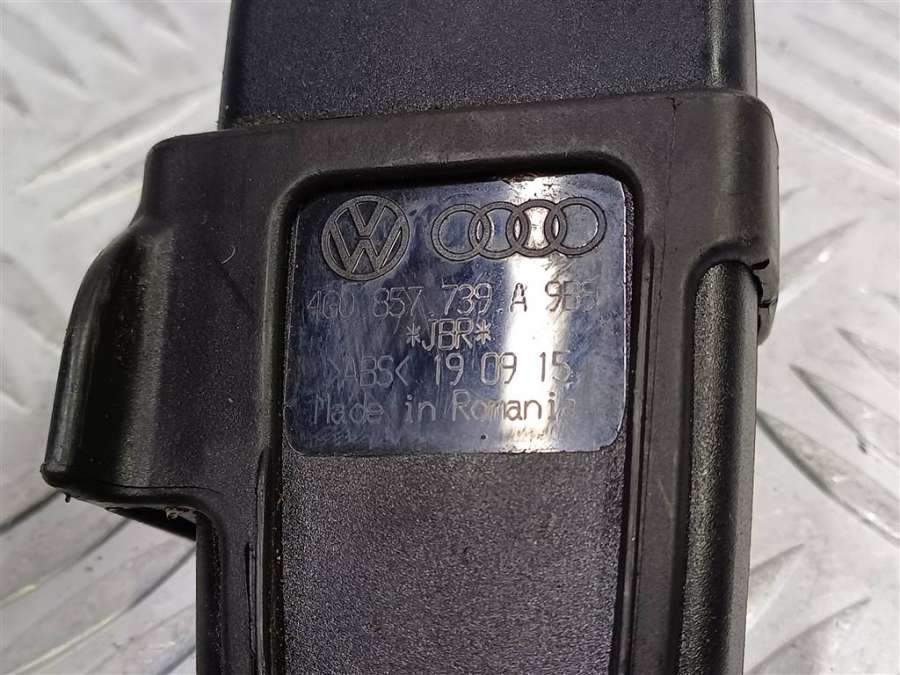 4G0 857 739 A 9B9
*JBR*
>ABS< 19 09 15
Made in Romania